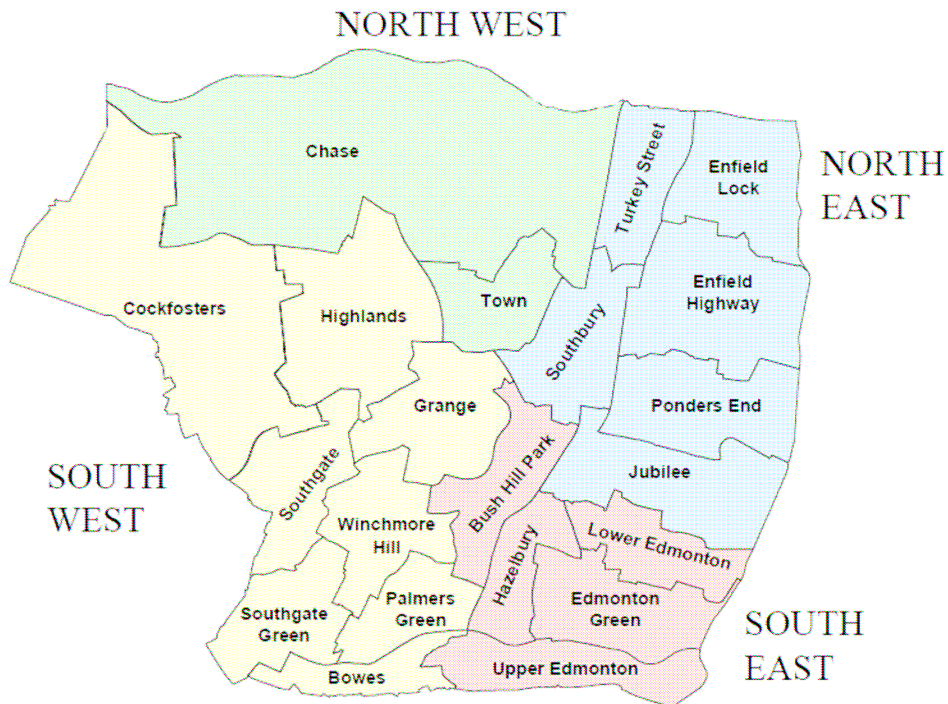 NORTH WEST
Chase
Turkey Street
Enfield
Lock
NORTH
EAST
Cockfosters
Highlands
Town
Southbury
Enfield
Highway
Grange
Ponders End
SOUTH
WEST
Southgate
Bush Hill Park
Jubilee
Winchmore
Hill
Lower Edmonton
Hazelbury
Southgate
Green
Palmers
Green
Edmonton
Green
SOUTH
EAST
Bowes
Upper Edmonton